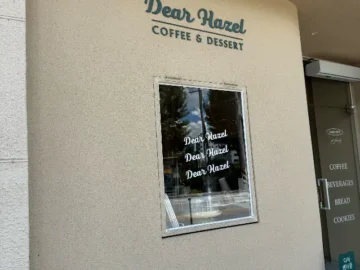 Dear Hazel
COFFEE & DESSERT
Dear Hazel
Dear Hazel
Dear Hazel
COFFEE
BEVERAGES
BREAD
COOKIES